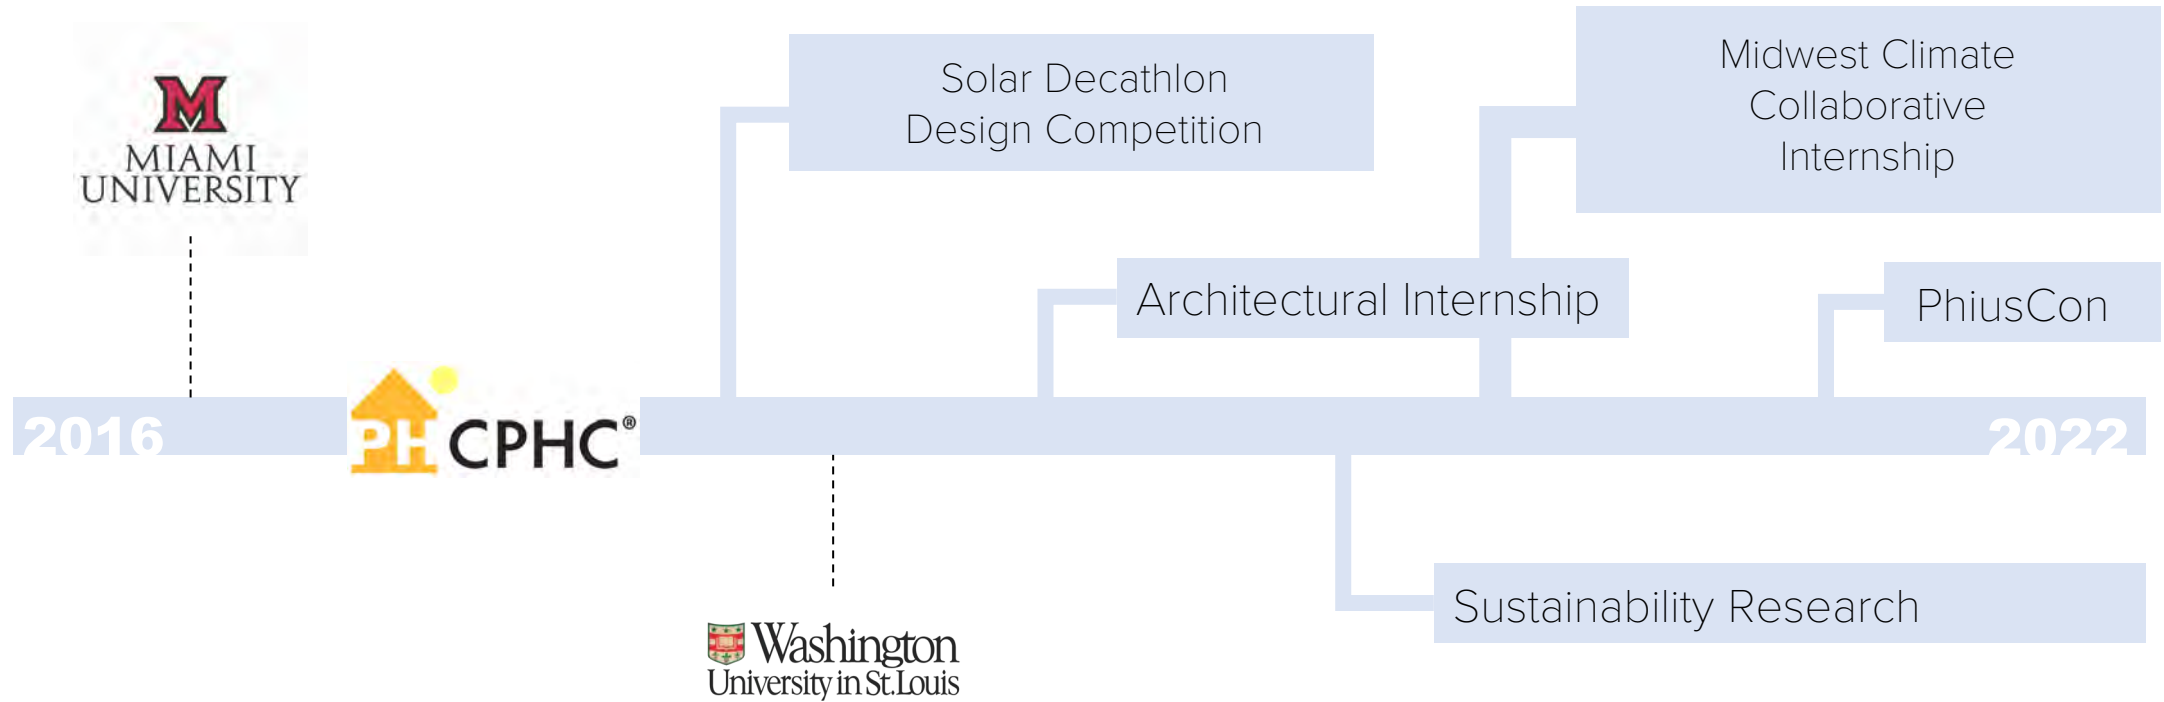 M
MIAMI
UNIVERSITY
Solar Decathlon
Design Competition
Midwest Climate
Collaborative
Internship
Architectural Internship
PhiusCon
2016
PH CPHC®
2022
Sustainability Research
Washington
University in St.Louis